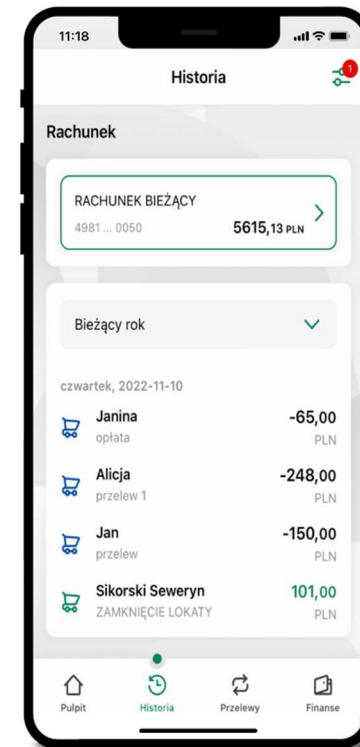 11:18
Historia
1
Rachunek
RACHUNEK BIEŻĄCY
4981 ... 0050 5615,13 PLN
Bieżący rok
czwartek, 2022-11-10
Janina -65,00
opłata PLN
Alicja -248,00
przelew 1 PLN
Jan -150,00
przelew PLN
Sikorski Seweryn 101,00
ZAMKNIĘCIE LOKATY PLN
Pulpit Historia Przelewy Finanse